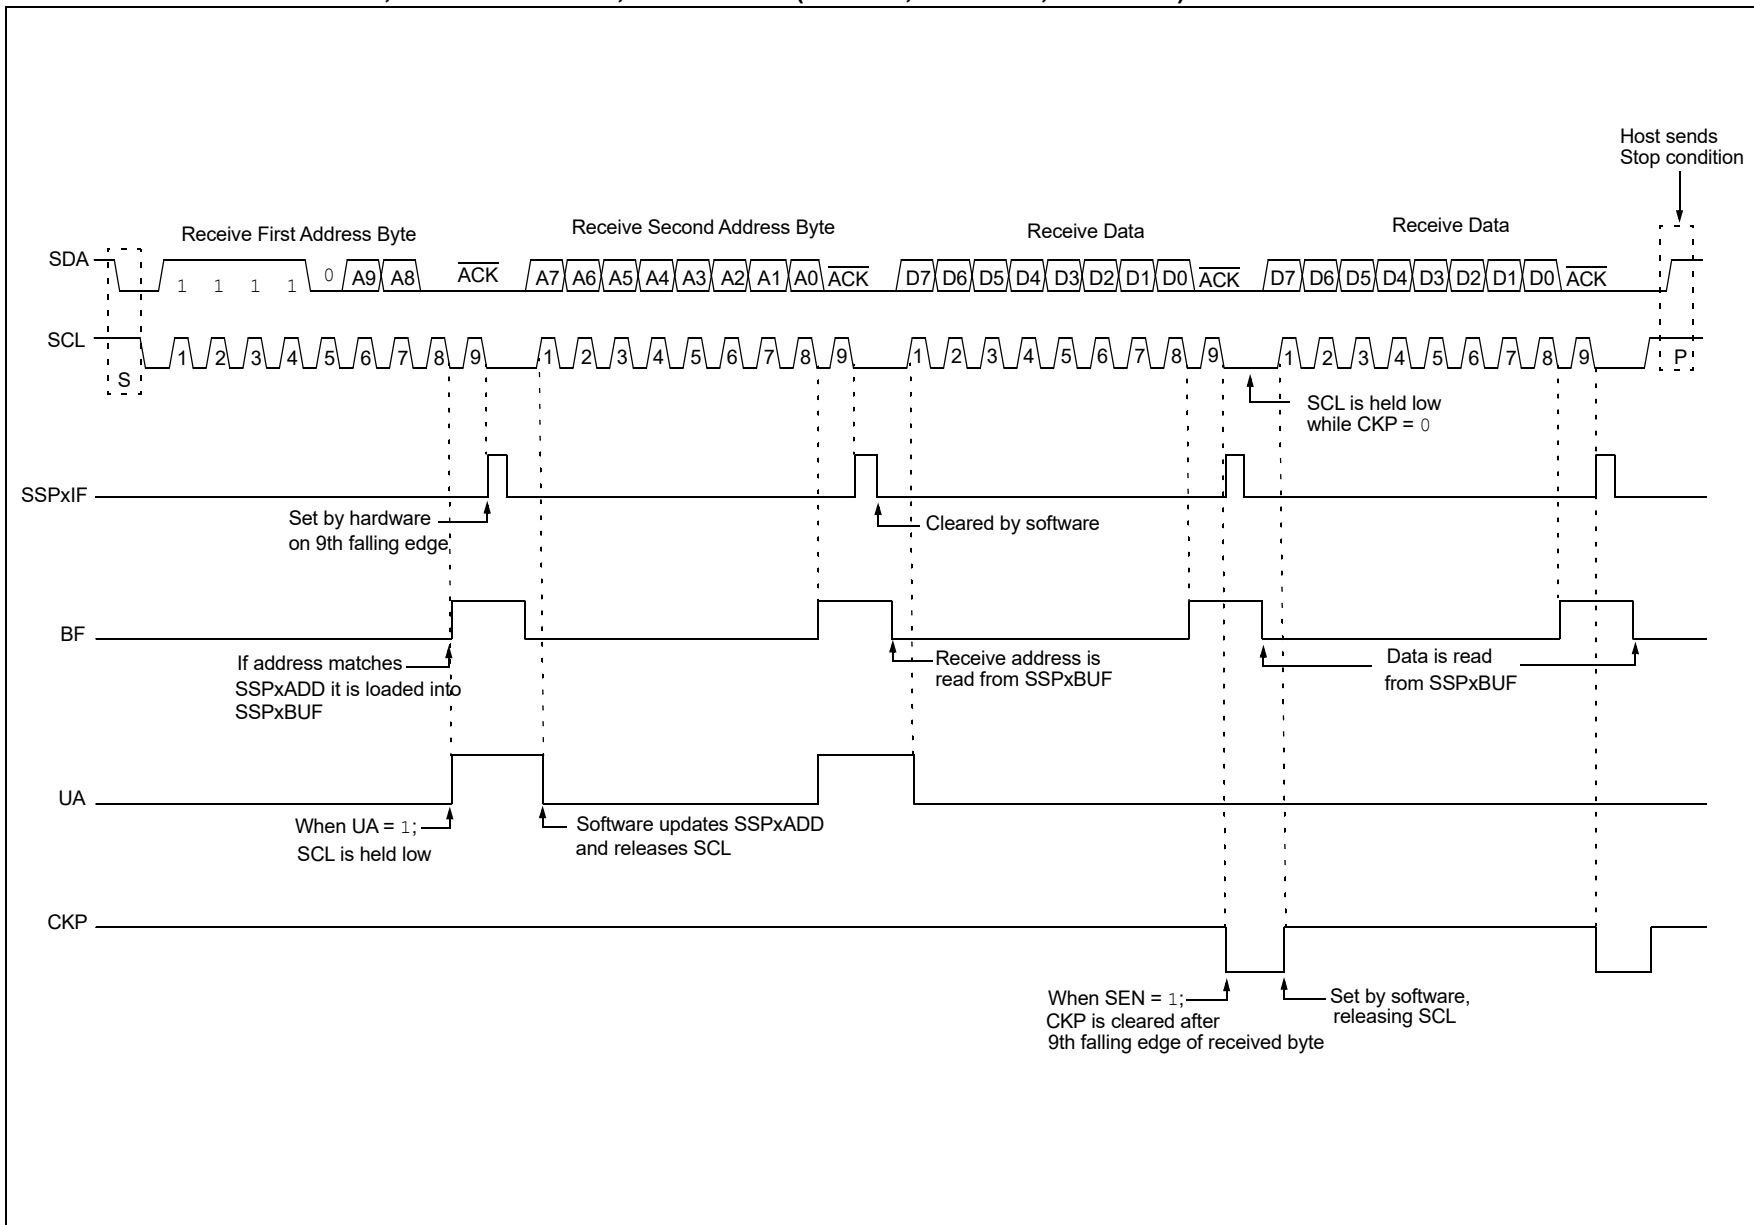 Host sends
Stop condition
Receive First Address Byte
Receive Second Address Byte
Receive Data
Receive Data
SDA
1 1 1 1 0 A9 A8 ACK A7 A6 A5 A4 A3 A2 A1 A0 ACK D7 D6 D5 D4 D3 D2 D1 D0 ACK D7 D6 D5 D4 D3 D2 D1 D0 ACK
SCL
S 1 2 3 4 5 6 7 8 9 1 2 3 4 5 6 7 8 9 1 2 3 4 5 6 7 8 9 1 2 3 4 5 6 7 8 9 P
SCL is held low
while CKP = 0
SSPxIF
Set by hardware
on 9th falling edge
Cleared by software
BF
If address matches
SSPxADD it is loaded into
SSPxBUF
Receive address is
read from SSPxBUF
Data is read
from SSPxBUF
UA
When UA = 1;
SCL is held low
Software updates SSPxADD
and releases SCL
CKP
When SEN = 1;
CKP is cleared after
9th falling edge of received byte
Set by software,
releasing SCL